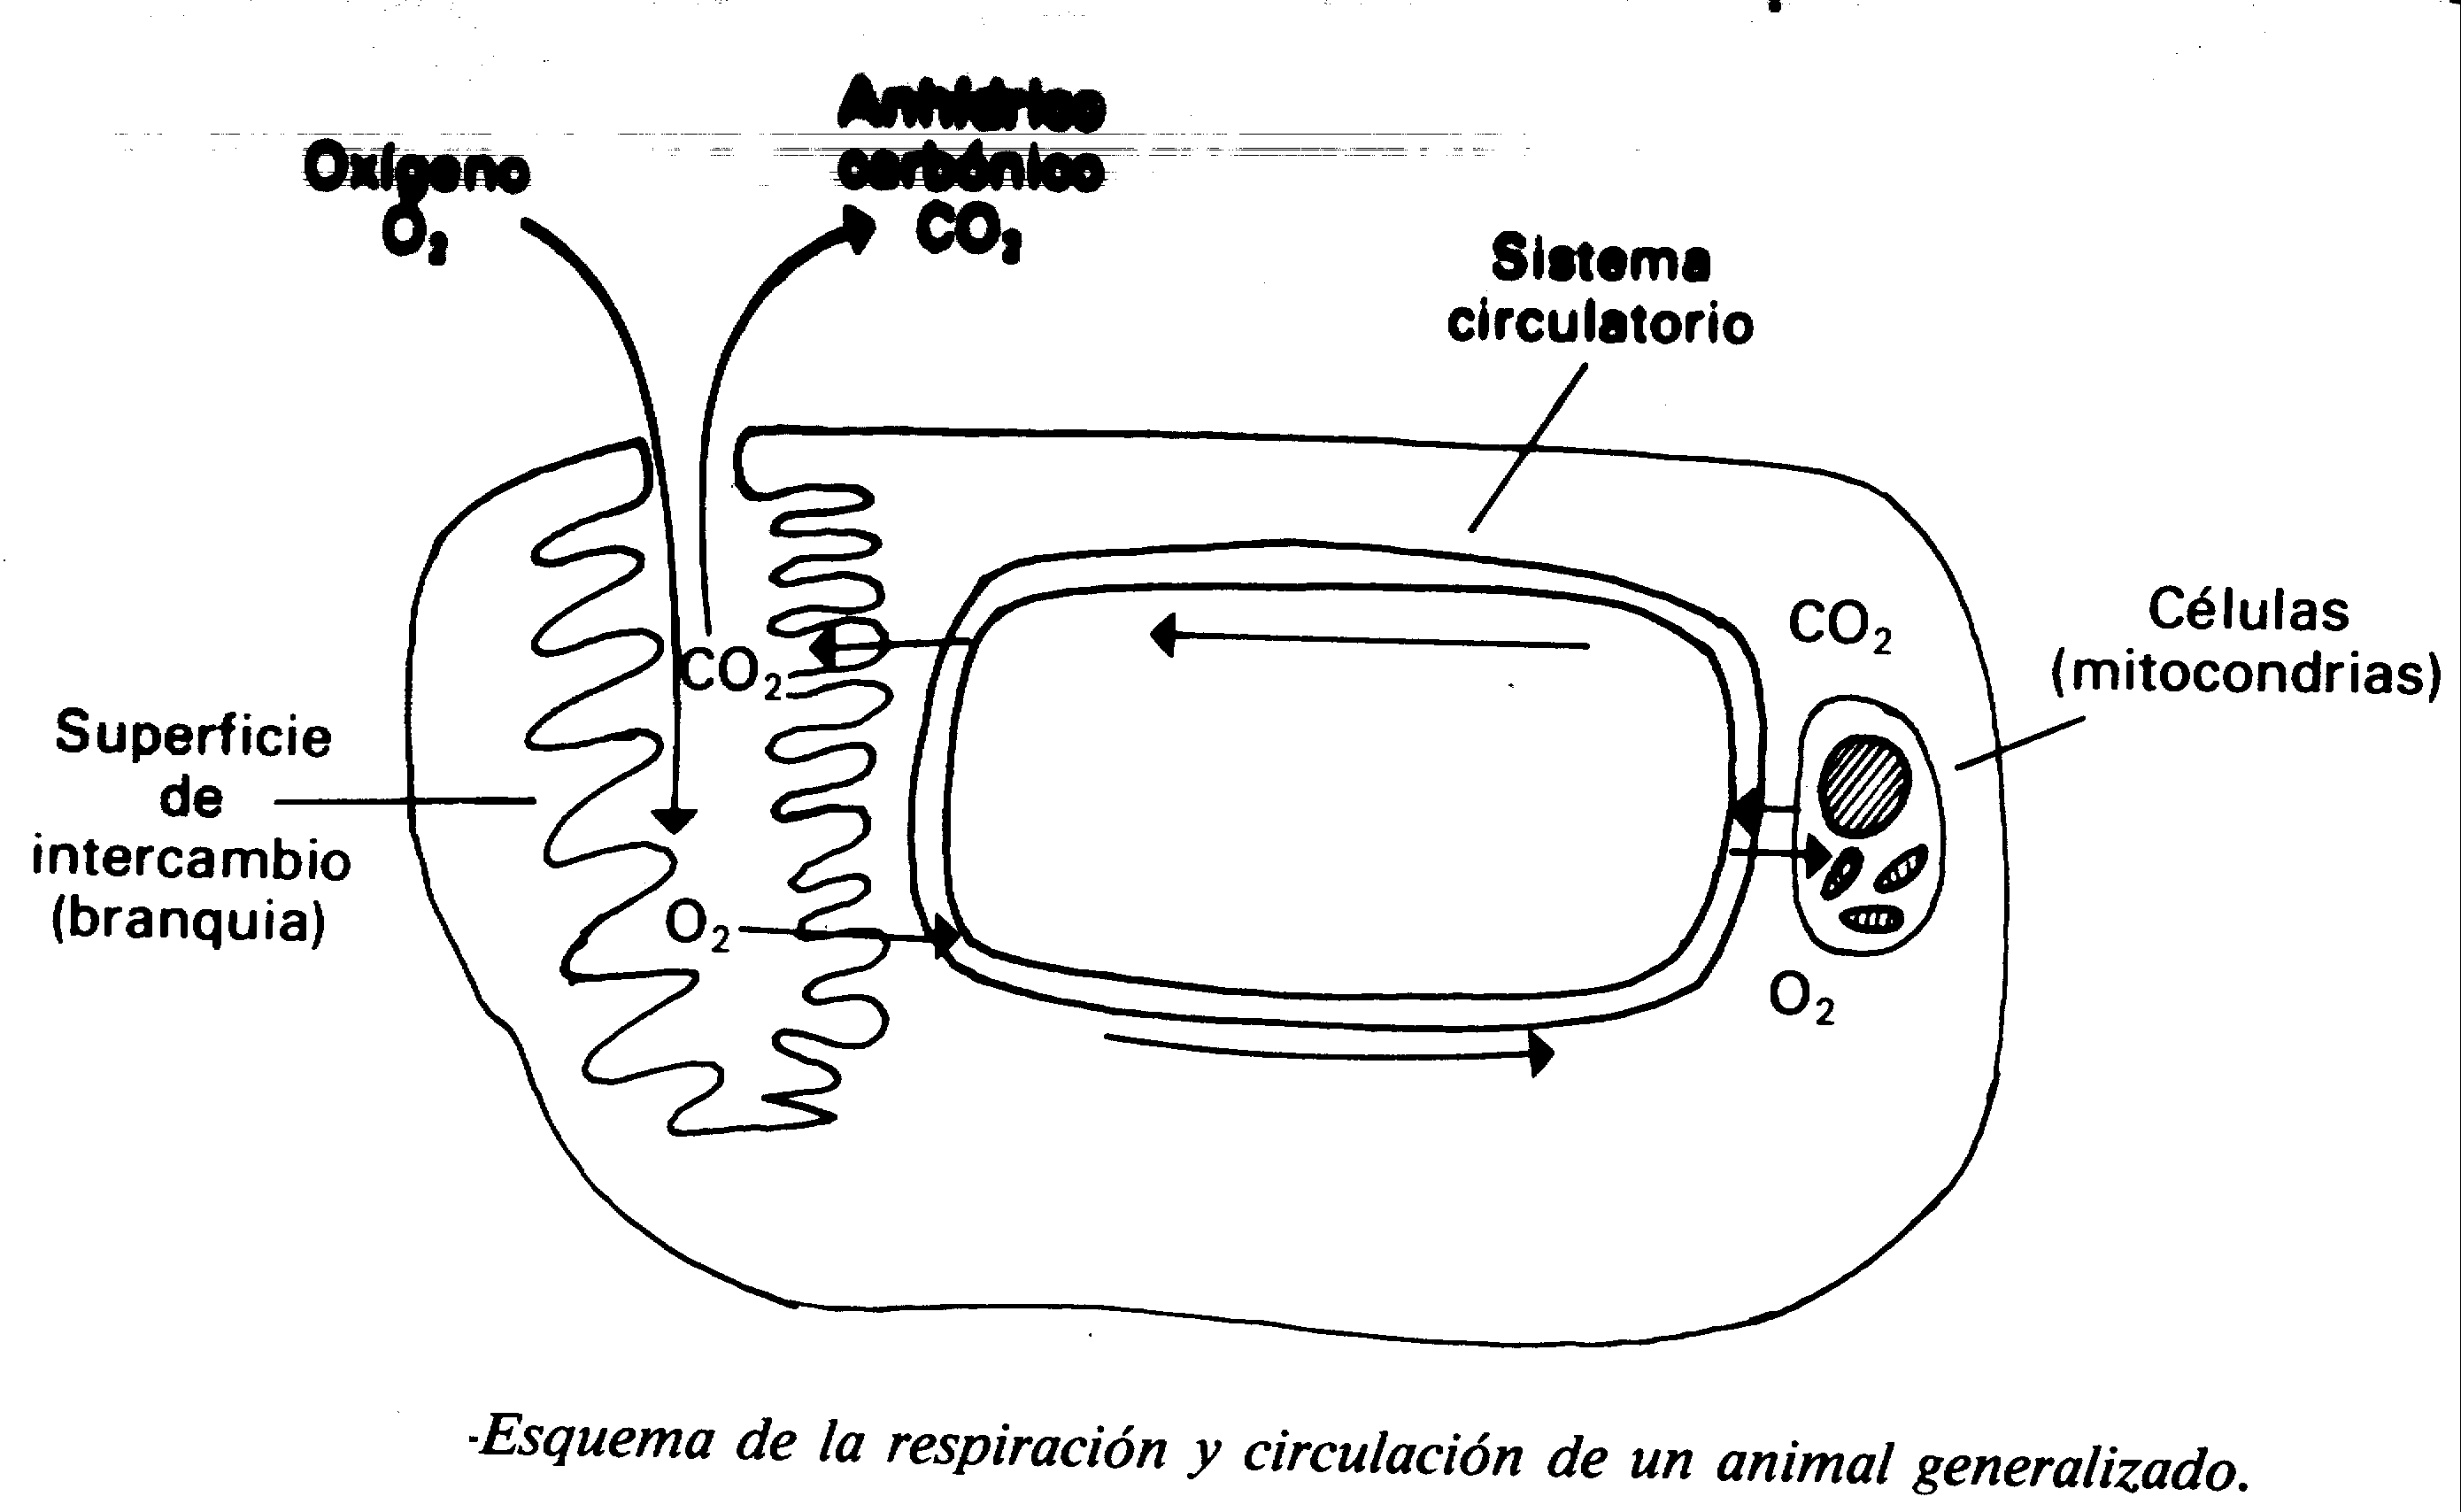 Oxígeno
O₂
Anhídrico
carbónico
CO₂
Sistema
circulatorio
CO₂
Células
(mitocondrias)
CO₂
Superficie
de
intercambio
(branquia)
O₂
O₂
-Esquema de la respiración y circulación de un animal generalizado.